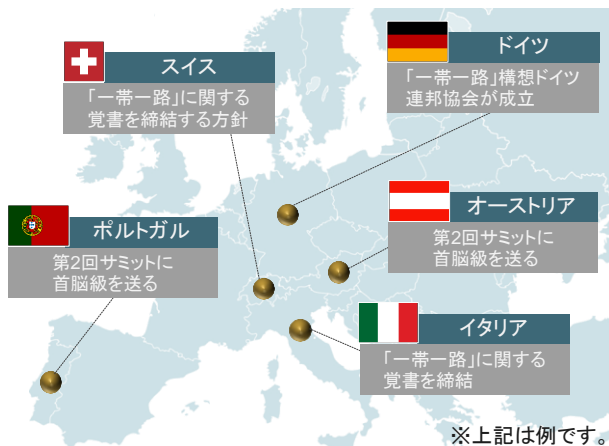 スイス
「一帯一路」に関する
覚書を締結する方針
ドイツ
「一帯一路」構想ドイツ
連邦協会が成立
ポルトガル
第2回サミットに
首脳級を送る
オーストリア
第2回サミットに
首脳級を送る
イタリア
「一帯一路」に関する
覚書を締結
※上記は例です。